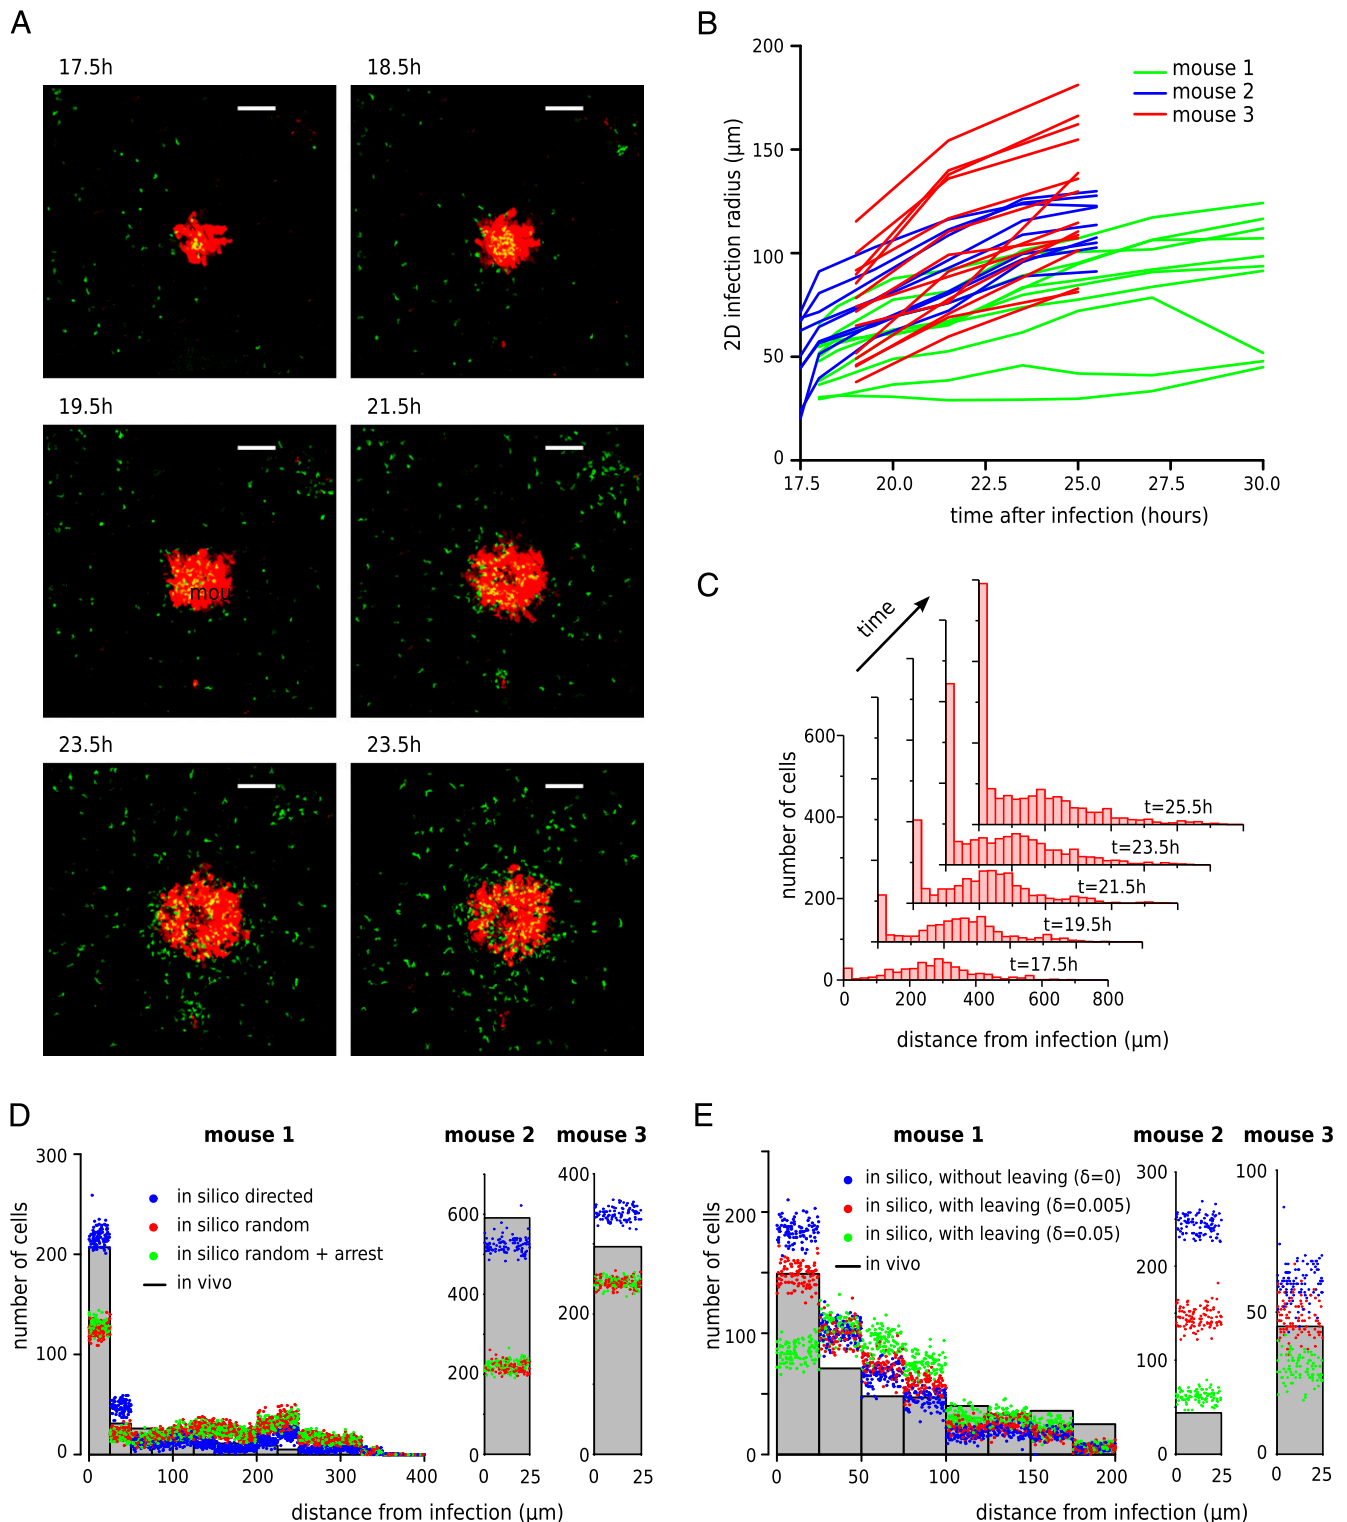 A
17.5h
18.5h
19.5h
21.5h
mou
23.5h
23.5h
B
200
150
100
50
0
2D infection radius (µm)
mouse 1
mouse 2
mouse 3
17.5
20.0
22.5
25.0
27.5
30.0
time after infection (hours)
C
time
600
400
200
0
number of cells
t=25.5h
t=23.5h
t=21.5h
t=19.5h
t=17.5h
0
200
400
600
800
distance from infection (µm)
D
mouse 1
mouse 2
mouse 3
300
200
100
0
number of cells
in silico directed
in silico random
in silico random + arrest
in vivo
0
100
200
300
400
600
400
200
0
0
25
400
200
0
0
25
distance from infection (µm)
E
mouse 1
mouse 2
mouse 3
200
100
0
number of cells
in silico, without leaving (δ=0)
in silico, with leaving (δ=0.005)
in silico, with leaving (δ=0.05)
in vivo
0
50
100
150
200
300
200
100
0
0
25
100
50
0
0
25
distance from infection (µm)